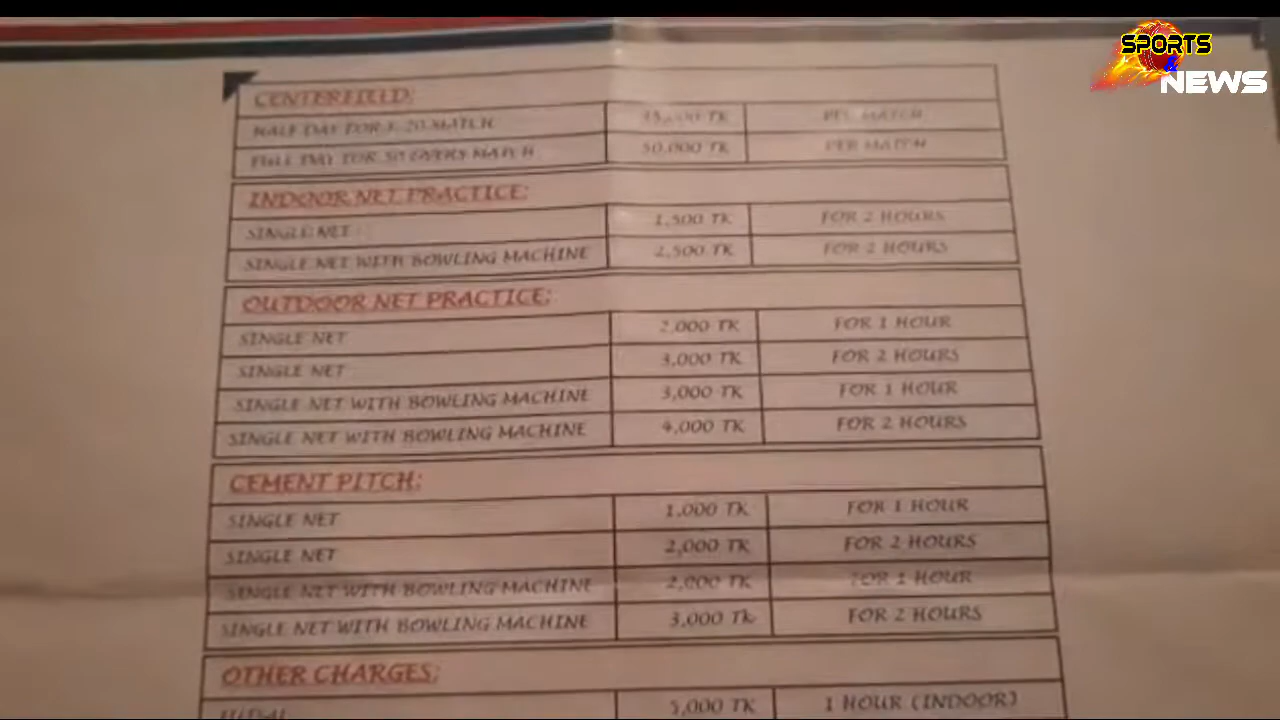 SPORTS
&
NEWS
CENTERFIELD:
HALF DAY FOR T-20 MATCH TK PER MATCH
FULL DAY FOR 50 OVERS MATCH 50,000 TK PER MATCH
INDOOR NET PRACTICE:
SINGLE NET 1,500 TK FOR 2 HOURS
SINGLE NET WITH BOWLING MACHINE 2,500 TK FOR 2 HOURS
OUTDOOR NET PRACTICE:
SINGLE NET 2,000 TK FOR 1 HOUR
SINGLE NET 3,000 TK FOR 2 HOURS
SINGLE NET WITH BOWLING MACHINE 3,000 TK FOR 1 HOUR
SINGLE NET WITH BOWLING MACHINE 4,000 TK FOR 2 HOURS
CEMENT PITCH:
SINGLE NET 1,000 TK FOR 1 HOUR
SINGLE NET 2,000 TK FOR 2 HOURS
SINGLE NET WITH BOWLING MACHINE 2,000 TK FOR 1 HOUR
SINGLE NET WITH BOWLING MACHINE 3,000 TK FOR 2 HOURS
OTHER CHARGES:
5,000 TK 1 HOUR (INDOOR)